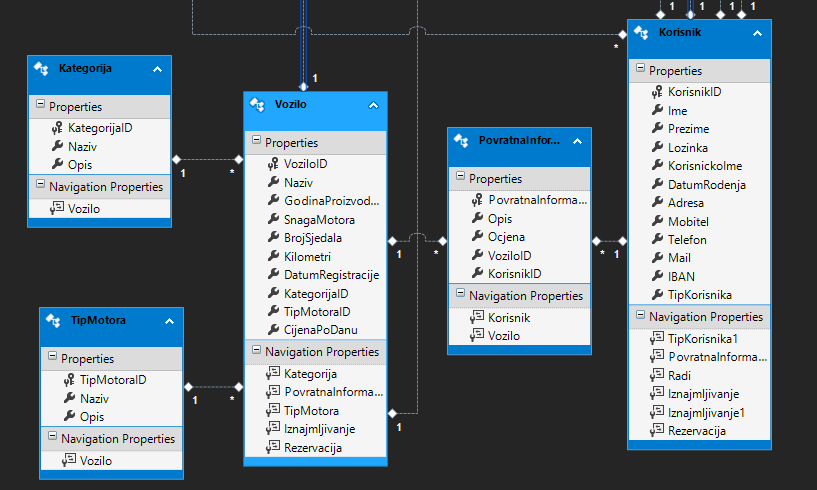 Kategorija
Properties
KategorijaID
Naziv
Opis
Navigation Properties
Vozilo
1
*
TipMotora
Properties
TipMotoraID
Naziv
Opis
Navigation Properties
Vozilo
1
*
1
Vozilo
Properties
VoziloID
Naziv
GodinaProizvod...
SnagaMotora
BrojSjedala
Kilometri
DatumRegistracije
KategorijaID
TipMotoraID
CijenaPoDanu
Navigation Properties
Kategorija
PovratnaInforma...
TipMotora
Iznajmljivanje
Rezervacija
1
*
1
PovratnaInfor...
Properties
PovratnaInforma...
Opis
Ocjena
VoziloID
KorisnikID
Navigation Properties
Korisnik
Vozilo
*
1
*
1
1
1
1
Korisnik
Properties
KorisnikID
Ime
Prezime
Lozinka
KorisnickoIme
DatumRodenja
Adresa
Mobitel
Telefon
Mail
IBAN
TipKorisnika
Navigation Properties
TipKorisnika1
PovratnaInforma...
Radi
Iznajmljivanje
Iznajmljivanje1
Rezervacija